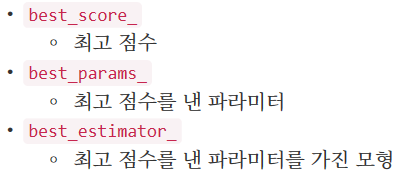 best_score_
최고 점수
best_params_
최고 점수를 낸 파라미터
best_estimator_
최고 점수를 낸 파라미터를 가진 모형